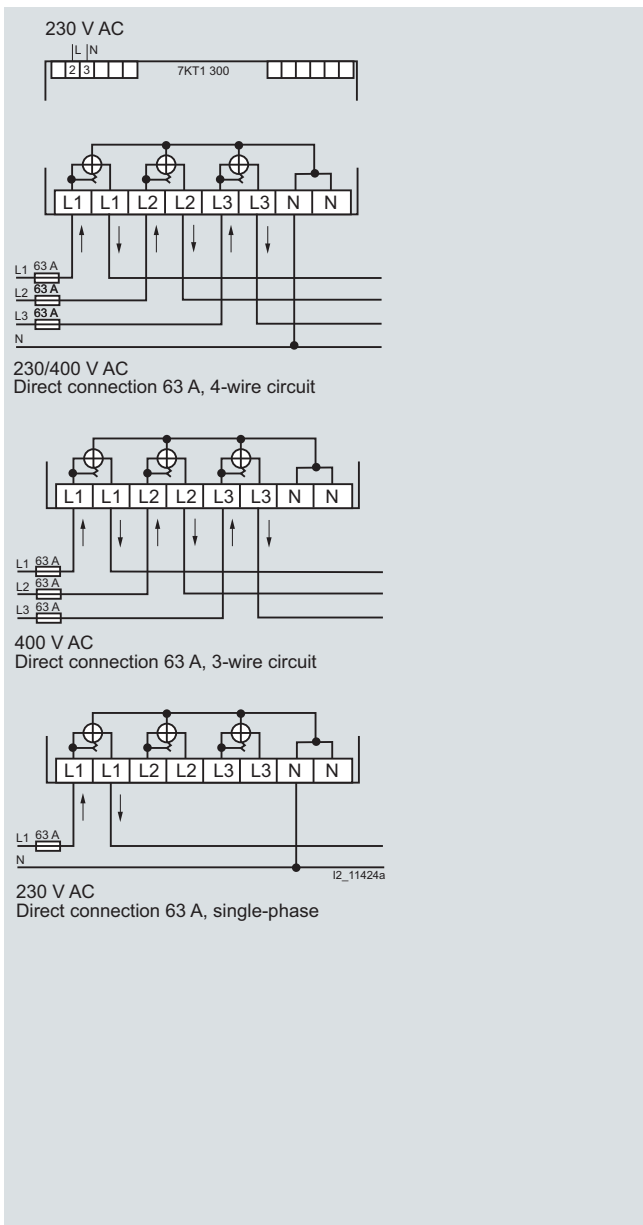 230 V AC
L N
2 3 7KT1 300
L1 L1 L2 L2 L3 L3 N N
L1 63 A
L2 63 A
L3 63 A
N
230/400 V AC
Direct connection 63 A, 4-wire circuit
L1 L1 L2 L2 L3 L3 N N
L1 63 A
L2 63 A
L3 63 A
400 V AC
Direct connection 63 A, 3-wire circuit
L1 L1 L2 L2 L3 L3 N N
L1 63 A
N
I2_11424a
230 V AC
Direct connection 63 A, single-phase